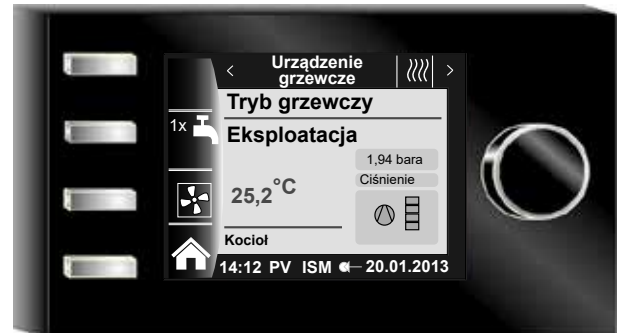 Urządzenie
grzewcze
Tryb grzewczy
1x
Eksploatacja
1,94 bara
25,2°C
Ciśnienie
Kocioł
14:12 PV ISM 20.01.2013